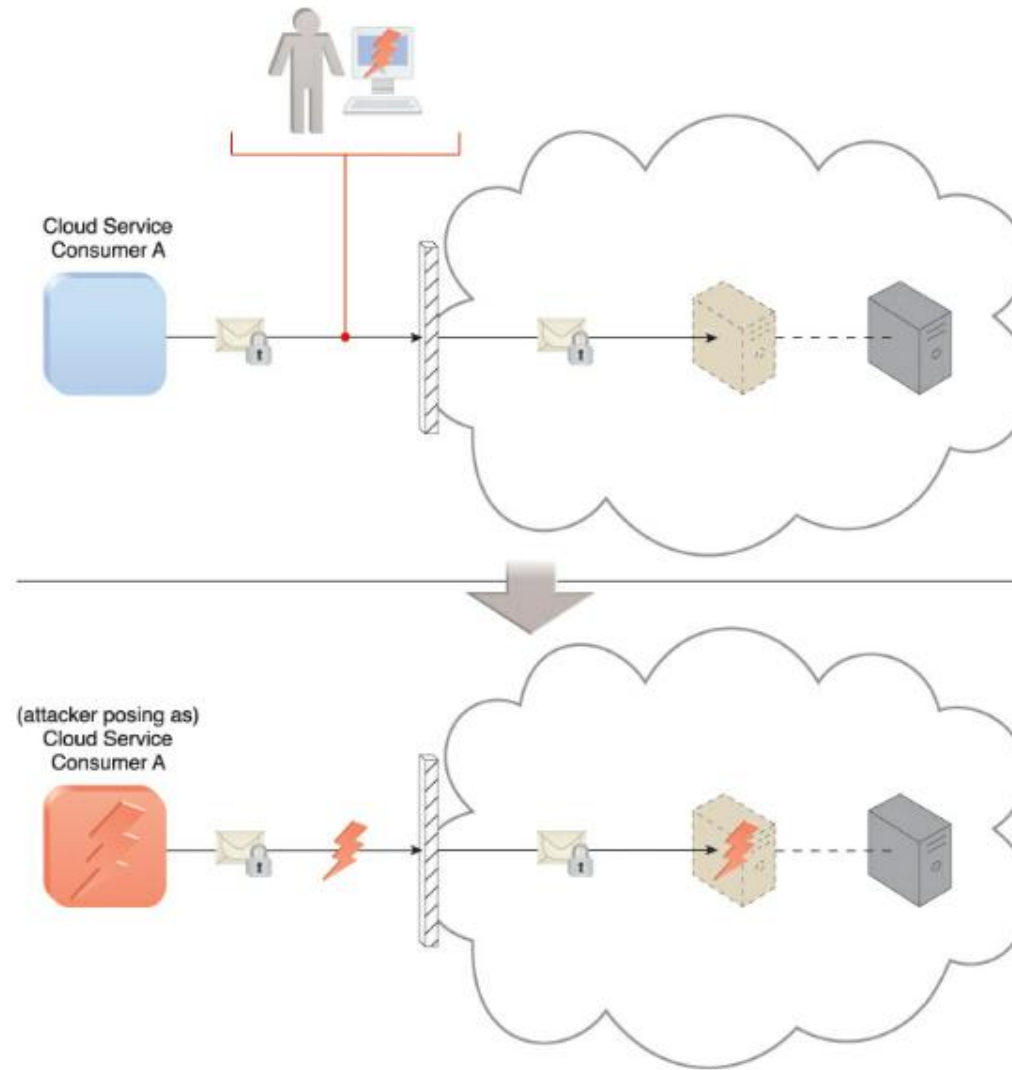 Cloud Service
Consumer A
(attacker posing as)
Cloud Service
Consumer A